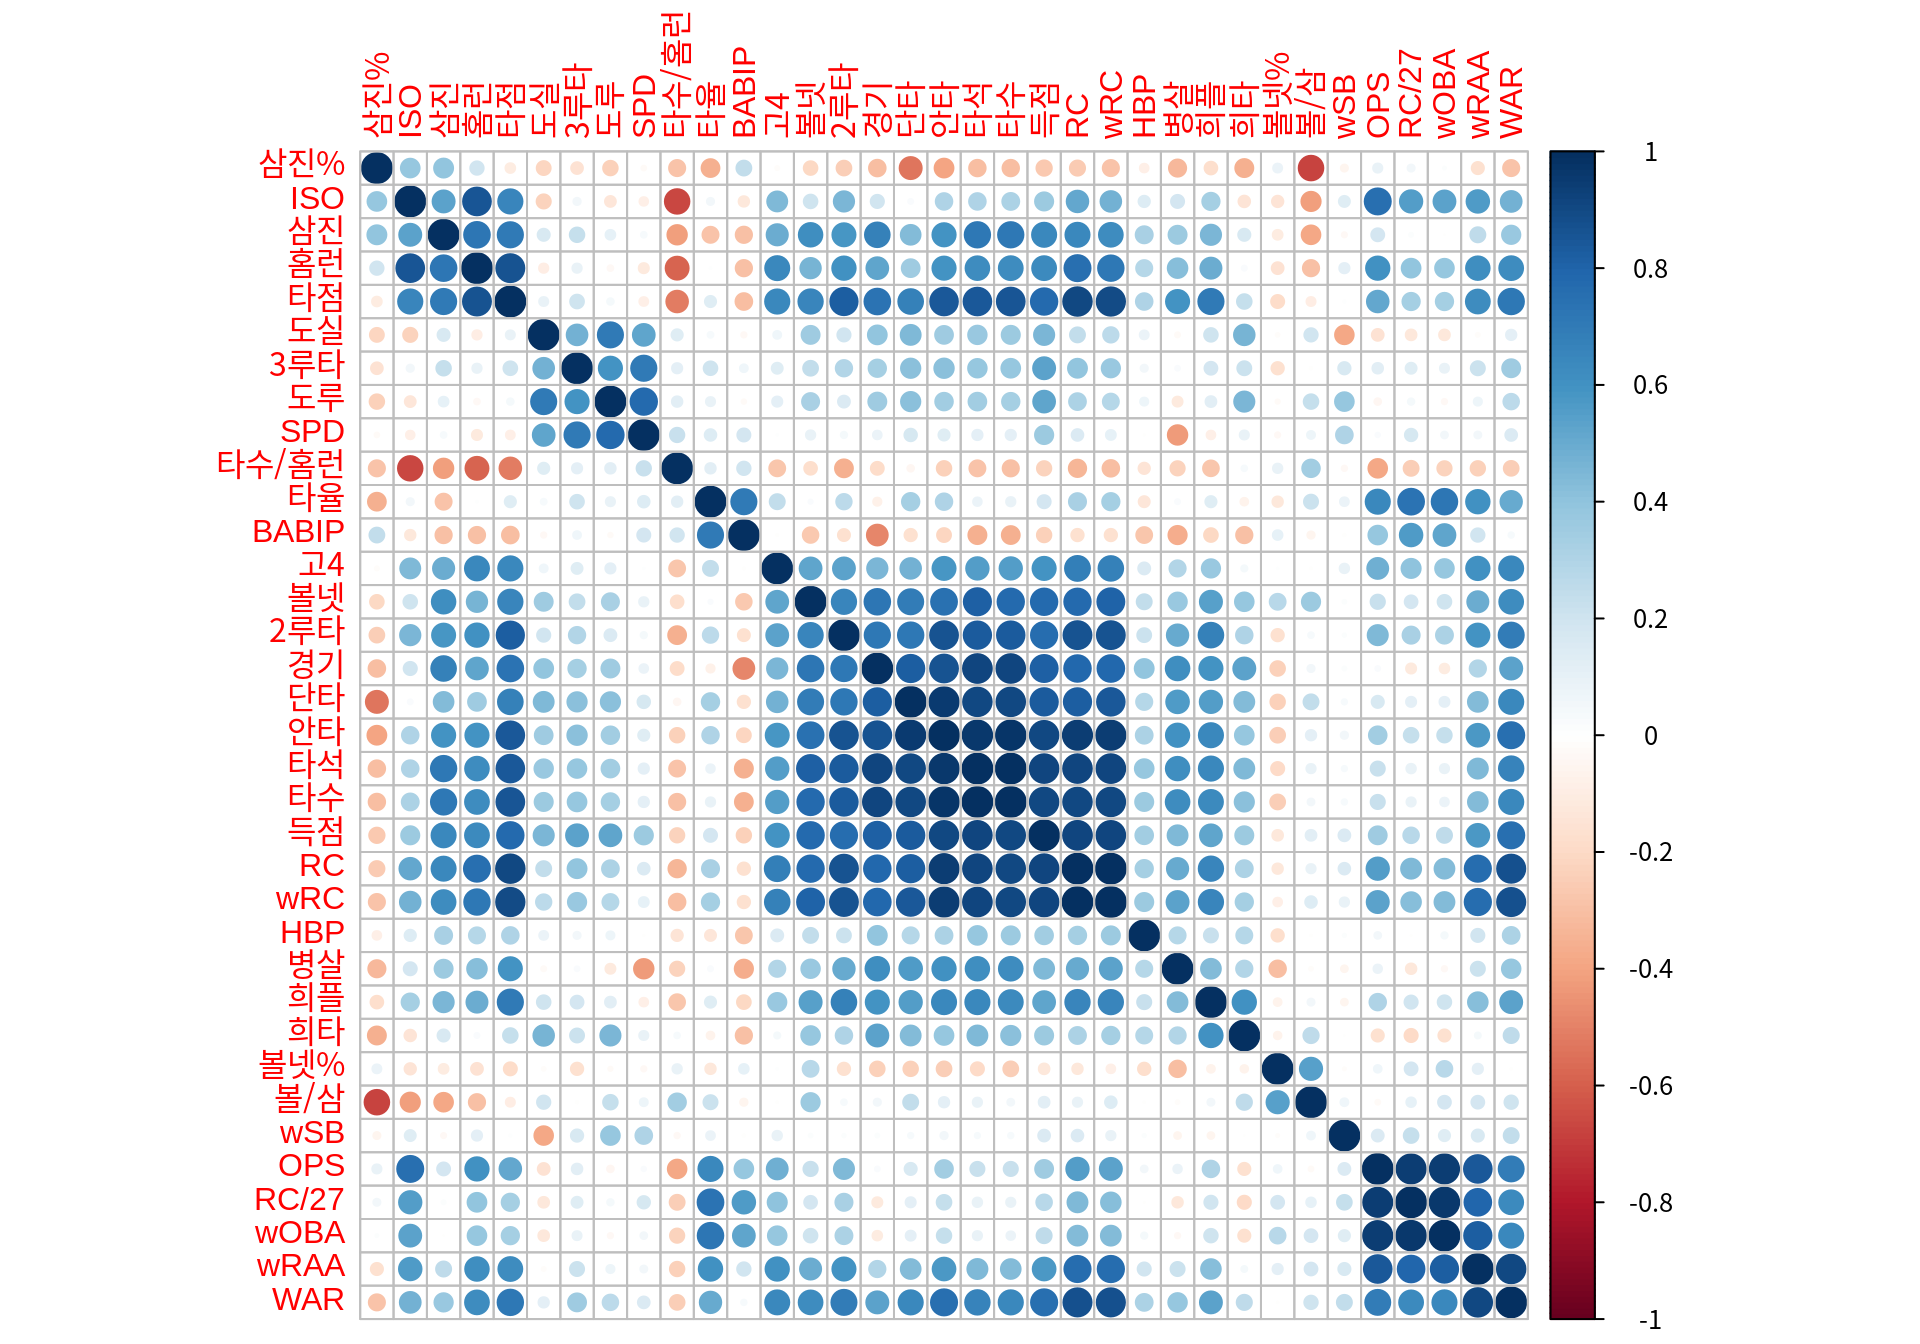 삼진% ISO 삼진 홈런 타점 도실 3루타 도루 SPD 타수/홈런 타율 BABIP 고4 볼넷 2루타 경기 단타 안타 타석 타수 득점 RC wRC HBP 병살 희플 희타 볼넷% 볼/삼 wSB OPS RC/27 wOBA wRAA WAR
삼진%
ISO
삼진
홈런
타점
도실
3루타
도루
SPD
타수/홈런
타율
BABIP
고4
볼넷
2루타
경기
단타
안타
타석
타수
득점
RC
wRC
HBP
병살
희플
희타
볼넷%
볼/삼
wSB
OPS
RC/27
wOBA
wRAA
WAR
1
0.8
0.6
0.4
0.2
0
-0.2
-0.4
-0.6
-0.8
-1